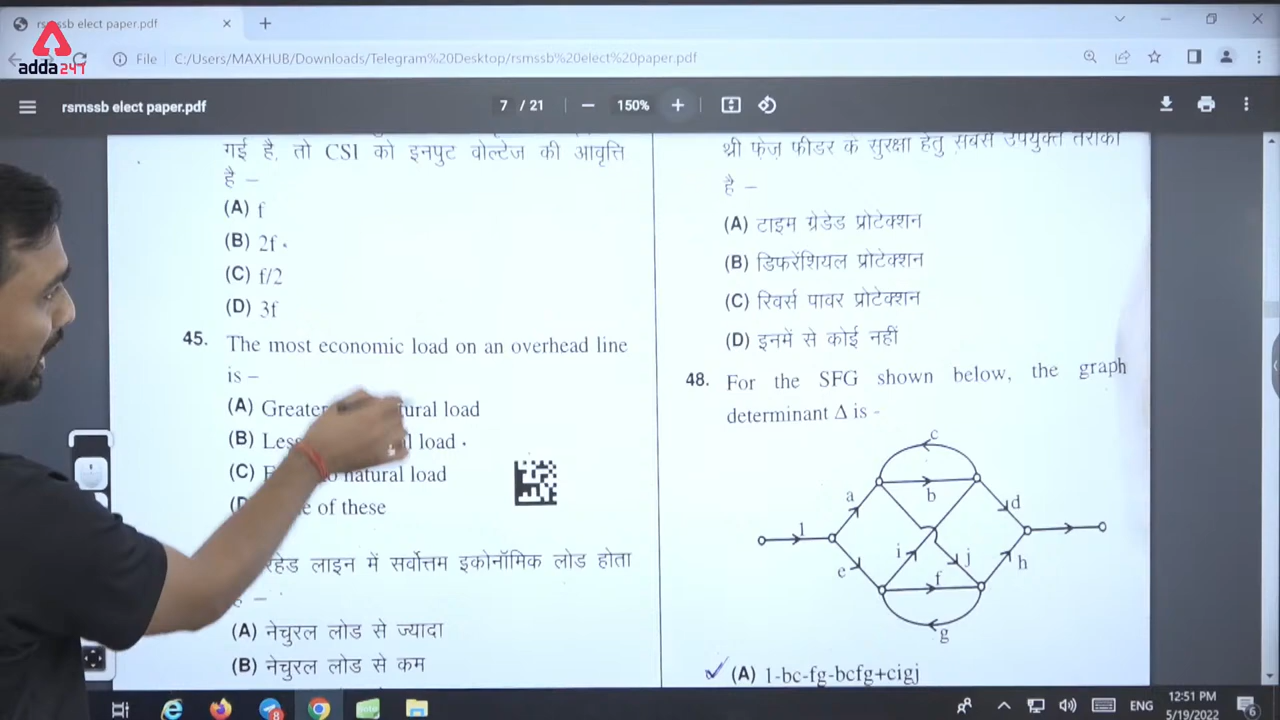 rsmssb elect paper.pdf
adda247
File
C:/Users/MAXHUB/Downloads/Telegram%20Desktop/rsmssb%20elect%20paper.pdf
rsmssb elect paper.pdf
7 / 21
150%
गई है, तो CSI को इनपुट वोल्टेज की आवृत्ति
है –
(A) f
(B) 2f
(C) f/2
(D) 3f
45. The most economic load on an overhead line
is –
(A) Greater load
(B) load
(C) natural load
of these
लाइन में सर्वोत्तम इकोनॉमिक लोड होता
(A) नेचुरल लोड से ज्यादा
(B) नेचुरल लोड से कम
थ्री फेज़ फीडर के सुरक्षा हेतु सबसे उपयुक्त तरीका
है –
(A) टाइम ग्रेडेड प्रोटेक्शन
(B) डिफरेंशियल प्रोटेक्शन
(C) रिवर्स पावर प्रोटेक्शन
(D) इनमें से कोई नहीं
48. For the SFG shown below, the graph
determinant Δ is -
c
a
b
d
1
i
j
e
f
h
g
(A) 1-bc-fg-bcfg+cigj
8
Note
ENG
12:51 PM
5/19/2022
6